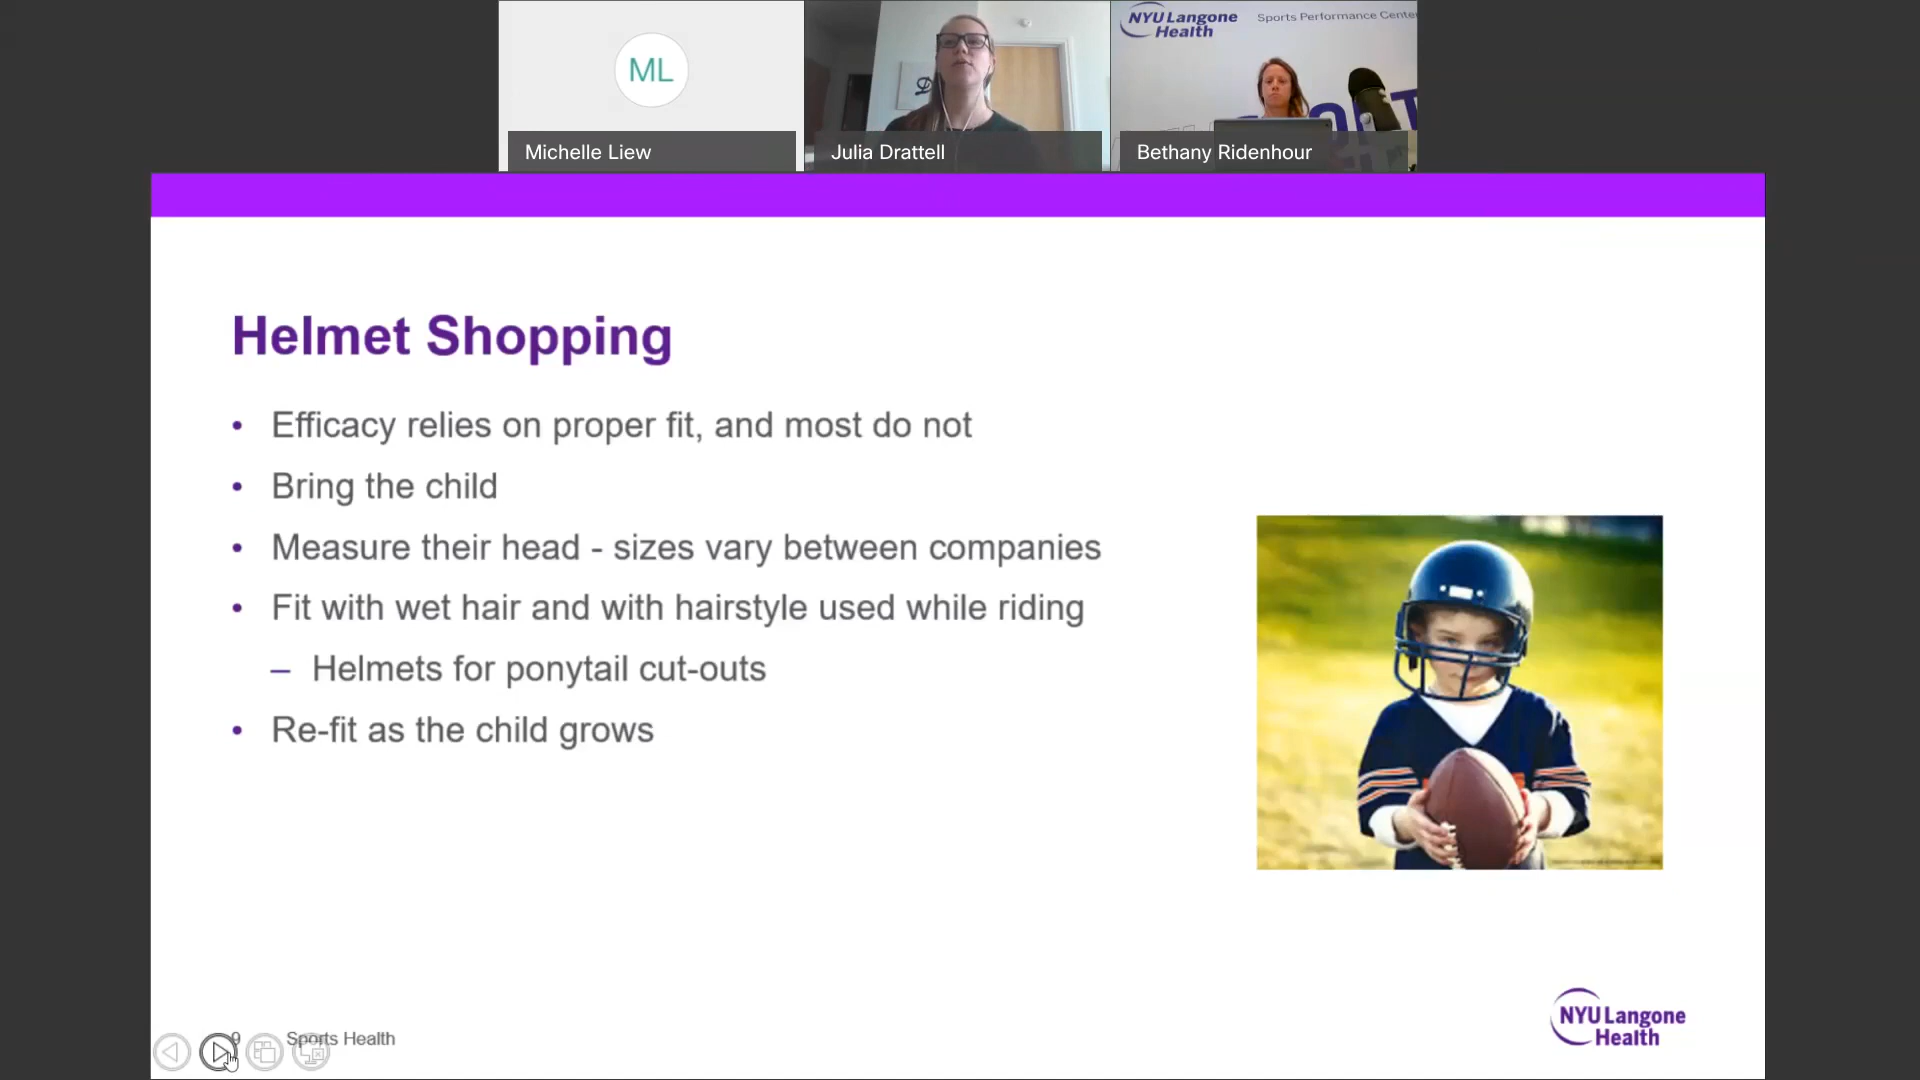 ML
Michelle Liew
Julia Drattell
NYU Langone
Health
Sports Performance Center
Bethany Ridenhour
Helmet Shopping
• Efficacy relies on proper fit, and most do not
• Bring the child
• Measure their head - sizes vary between companies
• Fit with wet hair and with hairstyle used while riding
– Helmets for ponytail cut-outs
• Re-fit as the child grows
9 Sports Health
NYU Langone
Health